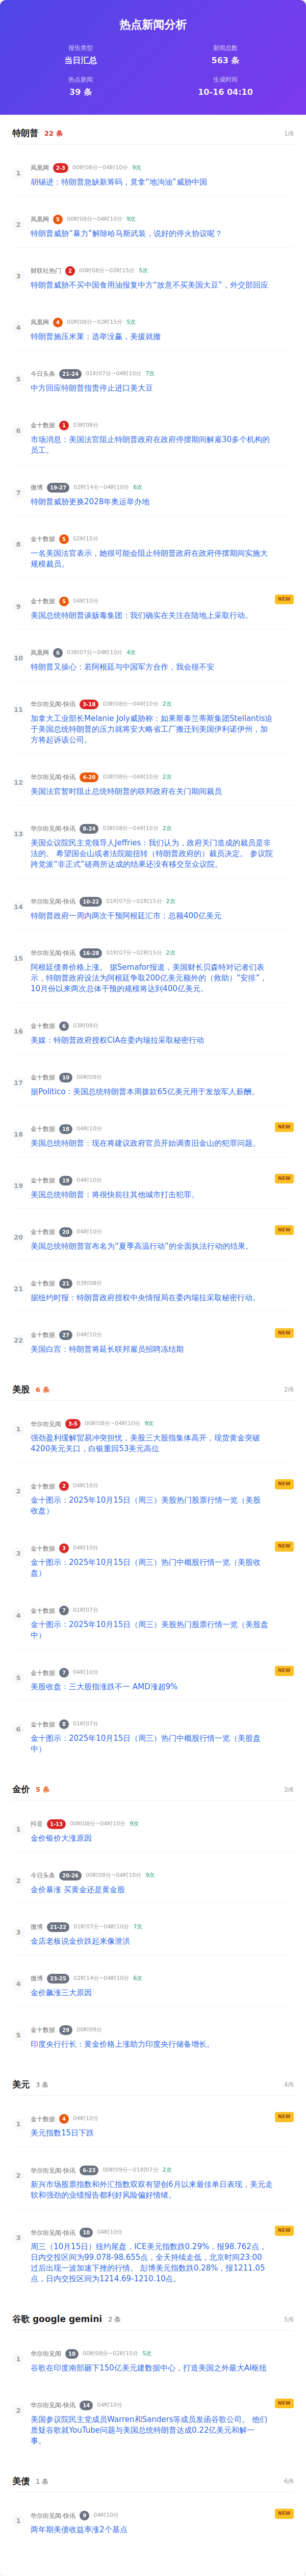 热点新闻分析
报告类型
当日汇总
新闻总数
563 条
热点新闻
39 条
生成时间
10-16 04:10
特朗普 22 条 1/6
1
凤凰网 2-3 00时08分~04时10分 9次
胡锡进：特朗普急缺新筹码，竟拿“地沟油”威胁中国
2
凤凰网 5 00时08分~04时10分 9次
特朗普威胁“暴力”解除哈马斯武装，说好的停火协议呢？
3
财联社热门 2 00时08分~02时15分 5次
特朗普威胁不买中国食用油报复中方“故意不买美国大豆”，外交部回应
4
凤凰网 4 00时08分~02时15分 5次
特朗普施压米莱：选举没赢，美援就撤
5
今日头条 21-24 01时07分~04时10分 7次
中方回应特朗普指责停止进口美大豆
6
金十数据 1 03时08分
市场消息：美国法官阻止特朗普政府在政府停摆期间解雇30多个机构的
员工。
7
微博 19-27 02时14分~04时10分 6次
特朗普威胁更换2028年奥运举办地
8
金十数据 5 02时15分
一名美国法官表示，她很可能会阻止特朗普政府在政府停摆期间实施大
规模裁员。
9
金十数据 5 04时10分 NEW
美国总统特朗普谈贩毒集团：我们确实在关注在陆地上采取行动。
10
凤凰网 6 03时07分~04时10分 4次
特朗普又操心：若阿根廷与中国军方合作，我会很不安
11
华尔街见闻-快讯 3-18 03时08分~04时10分 2次
加拿大工业部长Melanie Joly威胁称：如果斯泰兰蒂斯集团Stellantis迫
于美国总统特朗普的压力就将安大略省工厂搬迁到美国伊利诺伊州，加
方将起诉该公司。
12
华尔街见闻-快讯 4-20 03时08分~04时10分 2次
美国法官暂时阻止总统特朗普的联邦政府在关门期间裁员
13
华尔街见闻-快讯 8-24 03时08分~04时10分 2次
美国众议院民主党领导人Jeffries：我们认为，政府关门造成的裁员是非
法的。 希望国会山或者法院能扭转（特朗普政府的）裁员决定。 参议院
跨党派“非正式”磋商所达成的结果还没有移交至众议院。
14
华尔街见闻-快讯 10-22 01时07分~04时10分 2次
特朗普政府一周内两次干预阿根廷汇市：总额400亿美元
15
华尔街见闻-快讯 16-28 01时07分~02时15分 2次
阿根廷债券价格上涨。 据Semafor报道，美国财长贝森特对记者们表
示，特朗普政府设法为阿根廷争取200亿美元额外的（救助）“安排”，
10月份以来两次总体干预的规模将达到400亿美元。
16
金十数据 6 03时08分
美媒：特朗普政府授权CIA在委内瑞拉采取秘密行动
17
金十数据 10 00时09分
据Politico：美国总统特朗普本周拨款65亿美元用于发放军人薪酬。
18
金十数据 18 04时10分 NEW
美国总统特朗普：现在将建议政府官员开始调查旧金山的犯罪问题。
19
金十数据 19 04时10分 NEW
美国总统特朗普：将很快前往其他城市打击犯罪。
20
金十数据 20 04时10分 NEW
美国总统特朗普宣布名为“夏季高温行动”的全面执法行动的结果。
21
金十数据 21 03时08分
据纽约时报：特朗普政府授权中央情报局在委内瑞拉采取秘密行动。
22
金十数据 27 04时10分 NEW
美国白宫：特朗普将延长联邦雇员招聘冻结期
美股 6 条 2/6
1
华尔街见闻 3-5 00时08分~04时10分 9次
强劲盈利缓解贸易冲突担忧，美股三大股指集体高开，现货黄金突破
4200美元关口，白银重回53美元高位
2
金十数据 2 04时10分 NEW
金十图示：2025年10月15日（周三）美股热门股票行情一览（美股
收盘）
3
金十数据 3 04时10分 NEW
金十图示：2025年10月15日（周三）热门中概股行情一览（美股收
盘）
4
金十数据 7 01时07分
金十图示：2025年10月15日（周三）美股热门股票行情一览（美股盘
中）
5
金十数据 7 04时10分 NEW
美股收盘：三大股指涨跌不一 AMD涨超9%
6
金十数据 8 01时07分
金十图示：2025年10月15日（周三）热门中概股行情一览（美股盘
中）
金价 5 条 3/6
1
抖音 1-13 00时08分~04时10分 9次
金价银价大涨原因
2
今日头条 20-26 00时08分~04时10分 9次
金价暴涨 买黄金还是黄金股
3
微博 21-22 01时07分~04时10分 7次
金店老板说金价跌起来像泄洪
4
微博 23-25 02时14分~04时10分 6次
金价飙涨三大原因
5
金十数据 29 00时09分
印度央行行长：黄金价格上涨助力印度央行储备增长。
美元 3 条 4/6
1
金十数据 4 04时10分 NEW
美元指数15日下跌
2
华尔街见闻-快讯 6-23 00时09分~01时07分 2次
新兴市场股票指数和外汇指数双双有望创6月以来最佳单日表现，美元走
软和强劲的业绩报告都利好风险偏好情绪。
3
华尔街见闻-快讯 10 04时10分 NEW
周三（10月15日）纽约尾盘，ICE美元指数跌0.29%，报98.762点，
日内交投区间为99.078-98.655点，全天持续走低，北京时间23:00
过后出现一波加速下挫的行情。 彭博美元指数跌0.28%，报1211.05
点，日内交投区间为1214.69-1210.10点。
谷歌 google gemini 2 条 5/6
1
华尔街见闻 10 00时08分~02时15分 5次
谷歌在印度南部砸下150亿美元建数据中心，打造美国之外最大AI枢纽
2
华尔街见闻-快讯 14 04时10分 NEW
美国参议院民主党成员Warren和Sanders等成员发函谷歌公司。 他们
质疑谷歌就YouTube问题与美国总统特朗普达成0.22亿美元和解一
事。
美债 1 条 6/6
1
华尔街见闻-快讯 9 04时10分 NEW
两年期美债收益率涨2个基点